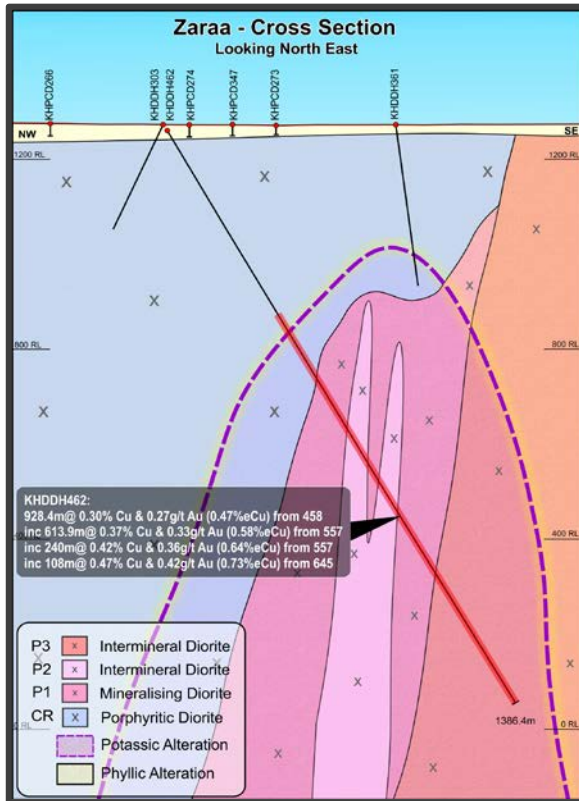 Zaraa - Cross Section
Looking North East
KHPCD266
KHDDH303
KHDDH462
KHPCD274
KHPCD347
KHPCD273
KHDDH361
NW
SE
1200 RL
1200 RL
800 RL
800 RL
KHDDH462:
928.4m@ 0.30% Cu & 0.27g/t Au (0.47%eCu) from 458
inc 613.9m@ 0.37% Cu & 0.33g/t Au (0.58%eCu) from 557
inc 240m@ 0.42% Cu & 0.36g/t Au (0.64%eCu) from 557
inc 108m@ 0.47% Cu & 0.42g/t Au (0.73%eCu) from 645
400 RL
P3 x Intermineral Diorite
P2 x Intermineral Diorite
P1 x Mineralising Diorite
CR x Porphyritic Diorite
Potassic Alteration
Phyllic Alteration
1386.4m
0 RL